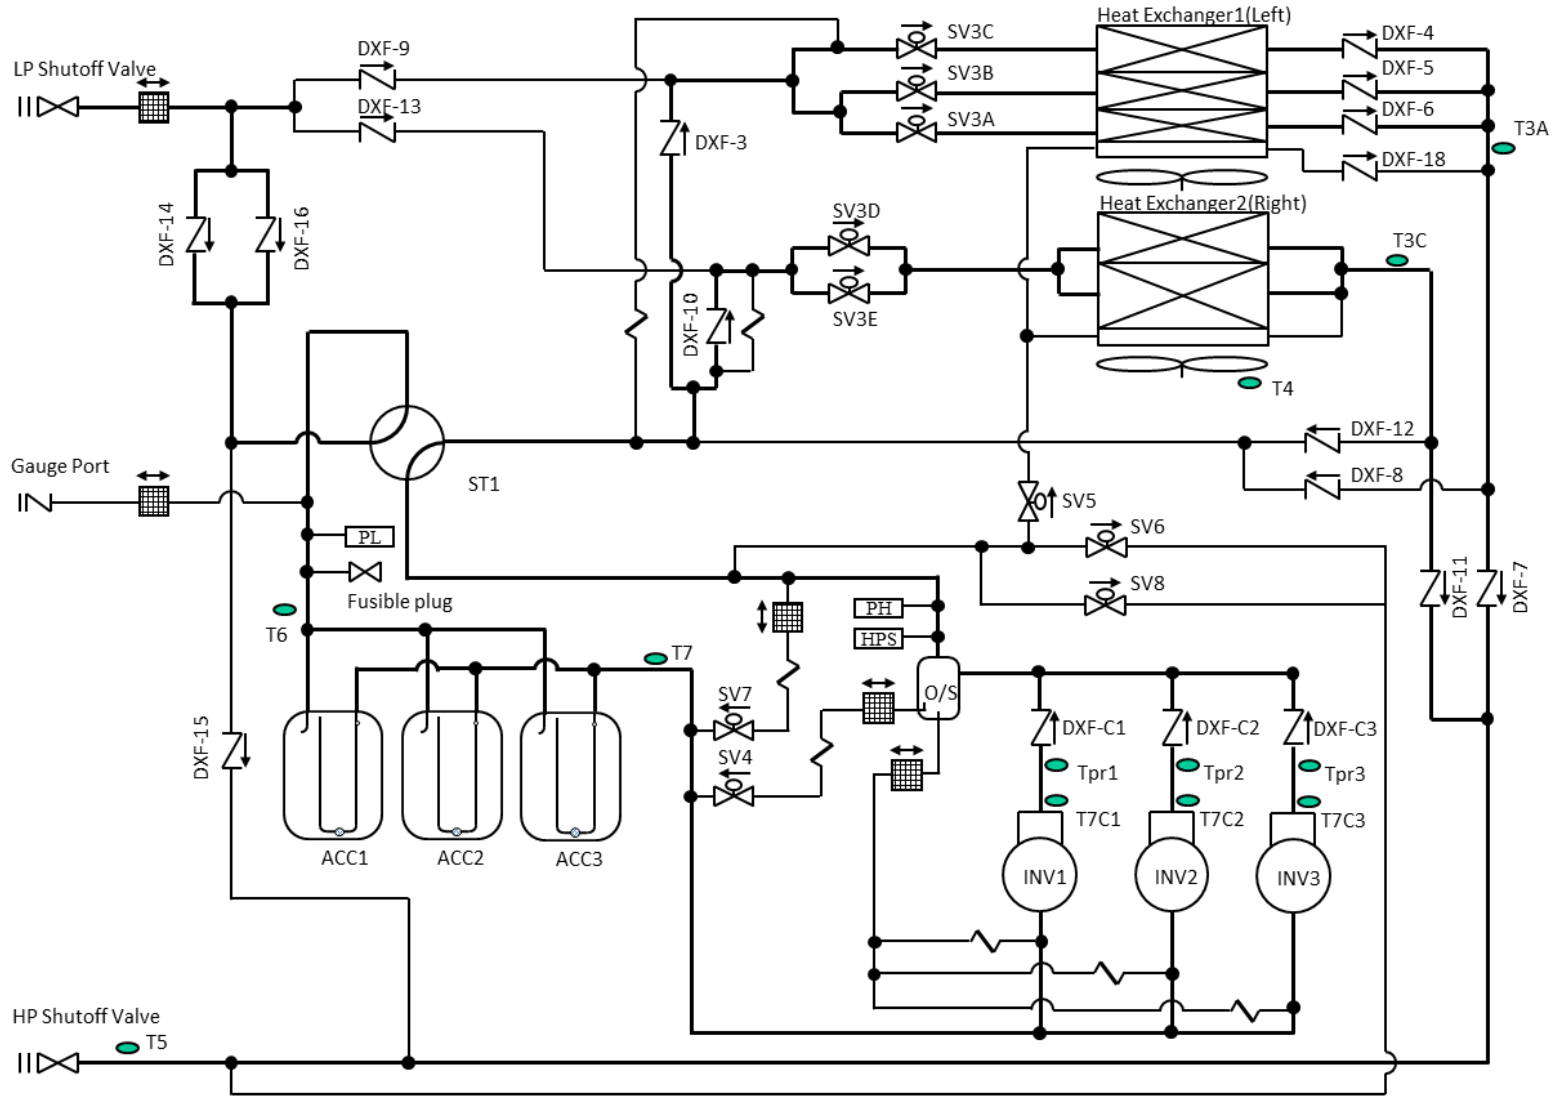 Heat Exchanger1(Left)
DXF-9
SV3C
DXF-4
LP Shutoff Valve
SV3B
DXF-5
DXF-13
SV3A
DXF-6
DXF-3
T3A
DXF-18
Heat Exchanger2(Right)
SV3D
DXF-14
DXF-16
T3C
DXF-10
SV3E
T4
DXF-12
Gauge Port
ST1
DXF-8
SV5
SV6
PL
SV8
DXF-11
DXF-7
Fusible plug
PH
T6
HPS
T7
SV7
O/S
DXF-C1
DXF-C2
DXF-C3
DXF-15
SV4
Tpr1
Tpr2
Tpr3
T7C1
T7C2
T7C3
ACC1
ACC2
ACC3
INV1
INV2
INV3
HP Shutoff Valve
T5